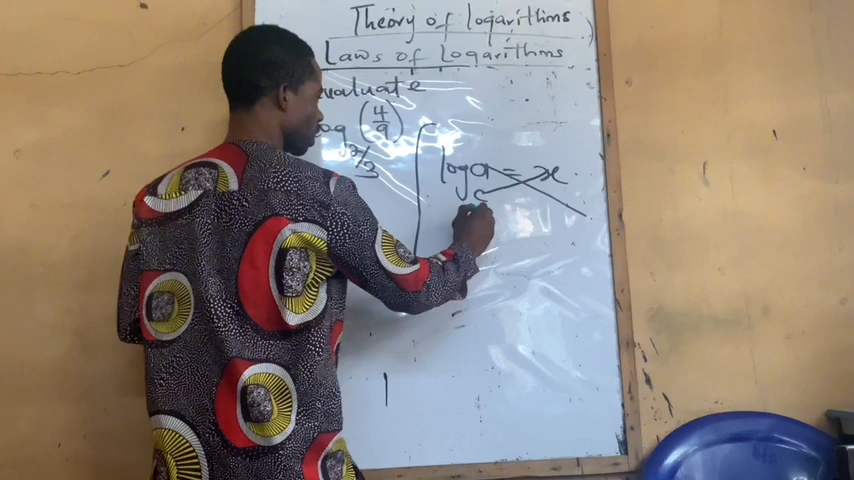 Theory of logarithms
Laws of Logarithms
valuate
og 2/3 (4/9)
log c a = x